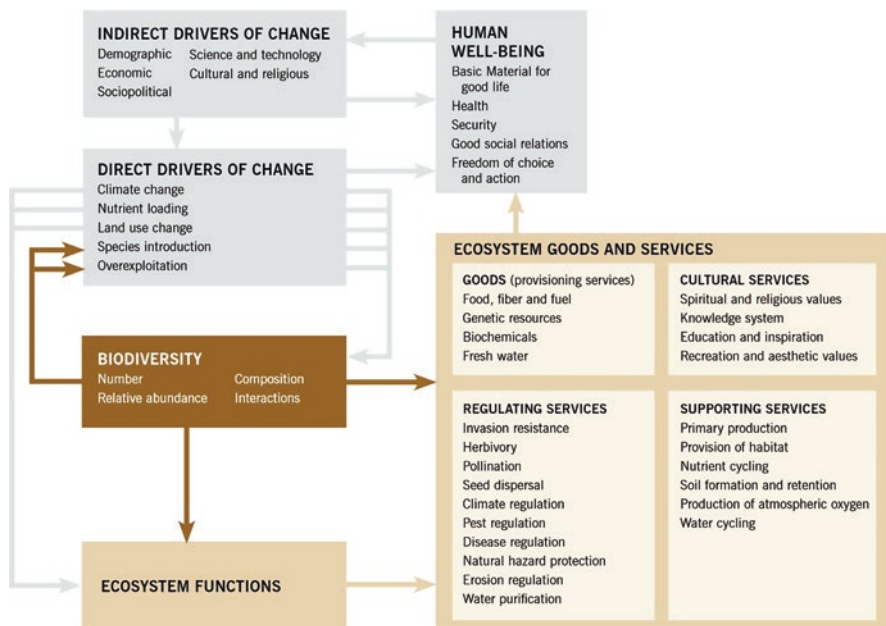 INDIRECT DRIVERS OF CHANGE
Demographic Science and technology
Economic Cultural and religious
Sociopolitical
HUMAN
WELL-BEING
Basic Material for
good life
Health
Security
Good social relations
Freedom of choice
and action
DIRECT DRIVERS OF CHANGE
Climate change
Nutrient loading
Land use change
Species introduction
Overexploitation
BIODIVERSITY
Number Composition
Relative abundance Interactions
ECOSYSTEM FUNCTIONS
ECOSYSTEM GOODS AND SERVICES
GOODS (provisioning services)
Food, fiber and fuel
Genetic resources
Biochemicals
Fresh water
CULTURAL SERVICES
Spiritual and religious values
Knowledge system
Education and inspiration
Recreation and aesthetic values
REGULATING SERVICES
Invasion resistance
Herbivory
Pollination
Seed dispersal
Climate regulation
Pest regulation
Disease regulation
Natural hazard protection
Erosion regulation
Water purification
SUPPORTING SERVICES
Primary production
Provision of habitat
Nutrient cycling
Soil formation and retention
Production of atmospheric oxygen
Water cycling